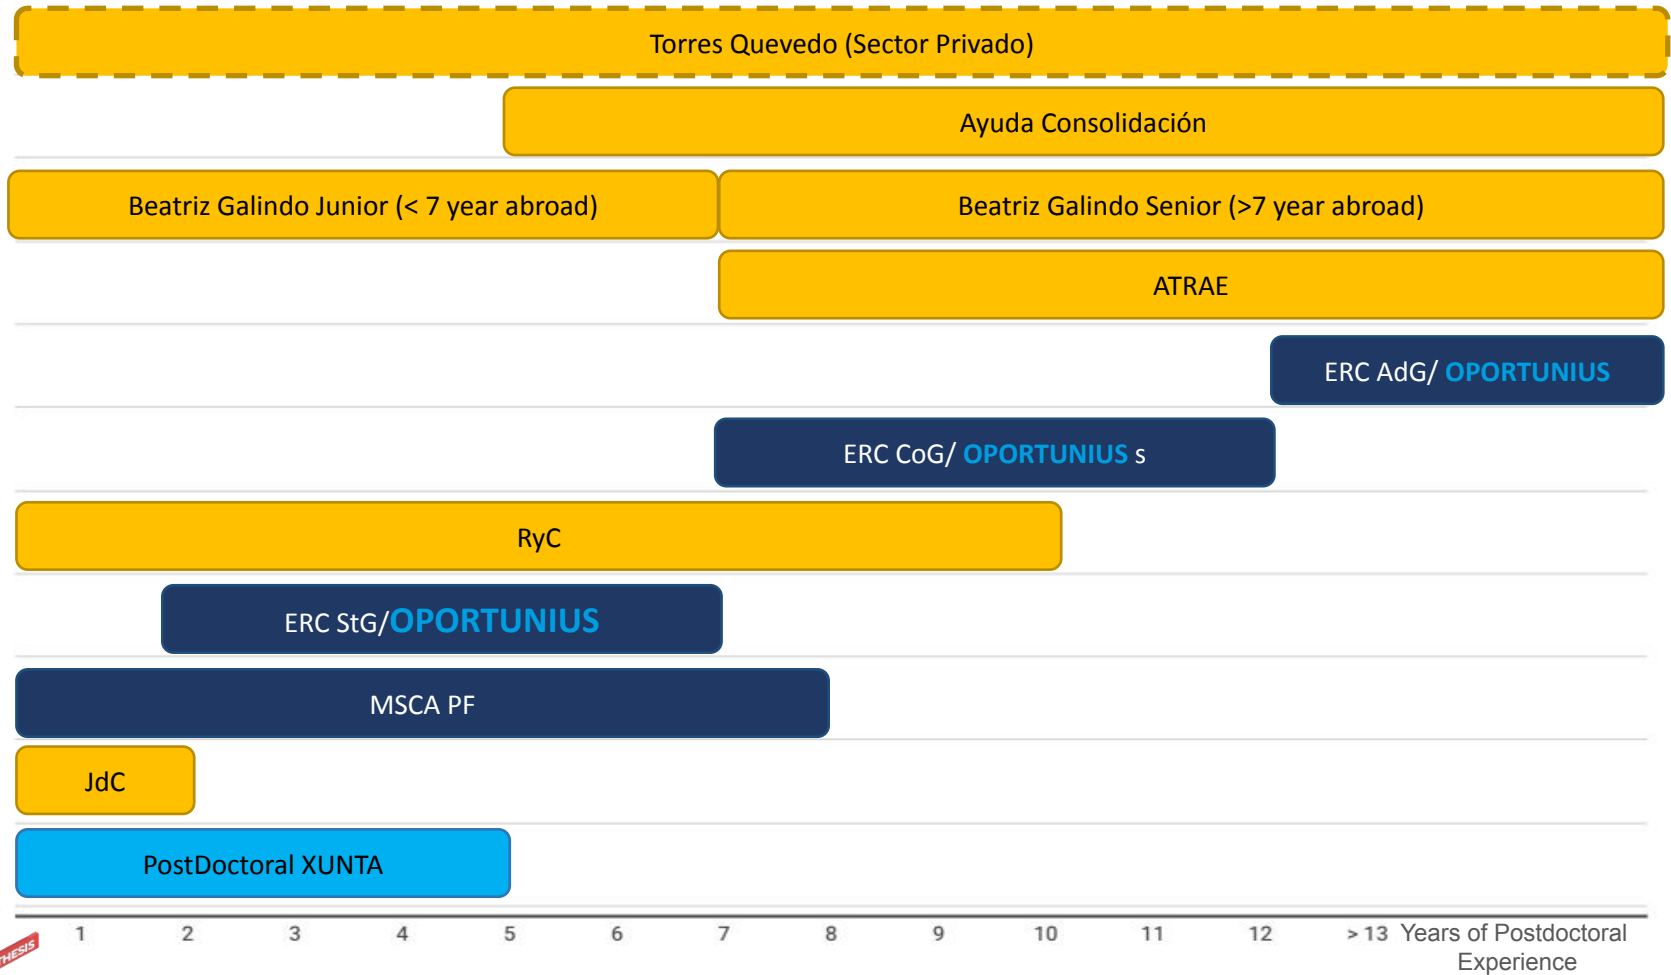 Torres Quevedo (Sector Privado)
Ayuda Consolidación
Beatriz Galindo Junior (< 7 year abroad)
Beatriz Galindo Senior (>7 year abroad)
ATRAE
ERC AdG/ OPORTUNIUS
ERC CoG/ OPORTUNIUS s
RyC
ERC StG/OPORTUNIUS
MSCA PF
JdC
PostDoctoral XUNTA
1 2 3 4 5 6 7 8 9 10 11 12 > 13 Years of Postdoctoral
Experience
THESIS